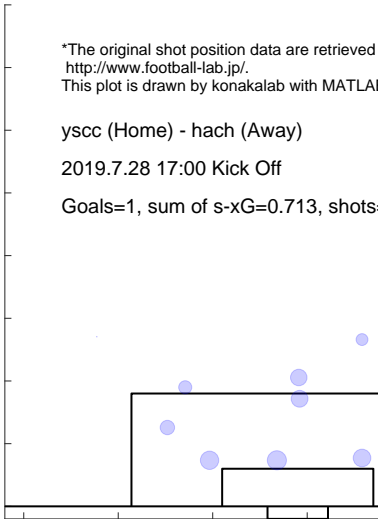 *The original shot position data are retrieved
http://www.football-lab.jp/.
This plot is drawn by konakalab with MATLA
yscc (Home) - hach (Away)
2019.7.28 17:00 Kick Off
Goals=1, sum of s-xG=0.713, shots=